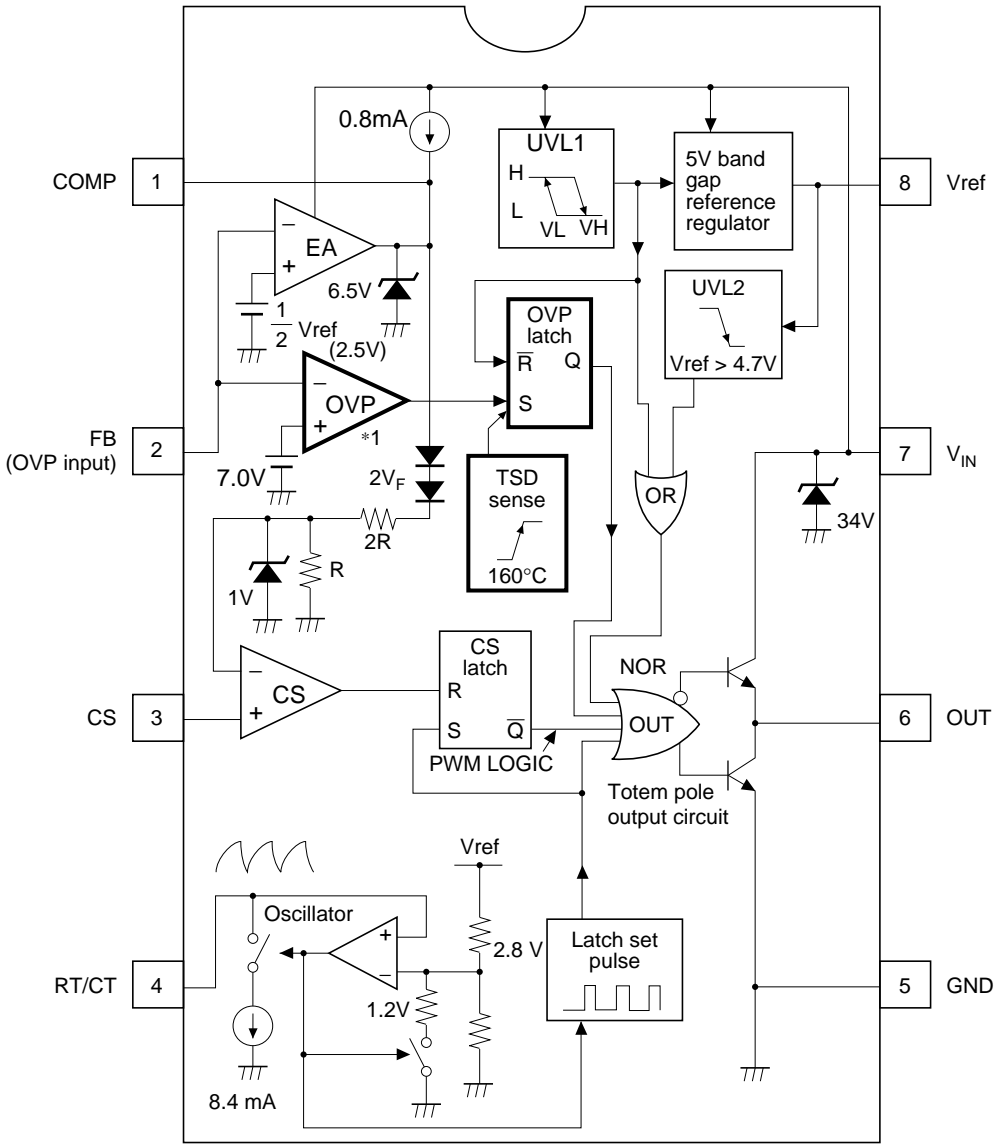 0.8mA
COMP
1
UVL1
H
L
VL
VH
5V band
gap
reference
regulator
8
Vref
−
EA
+
6.5V
1/2 Vref
(2.5V)
OVP
latch
R̅
Q
S
UVL2
Vref > 4.7V
−
OVP
+
*1
7.0V
FB
(OVP input)
2
7
VIN
2VF
TSD
sense
160°C
OR
34V
2R
R
1V
CS
latch
R
S
Q̅
NOR
−
CS
+
CS
3
OUT
6
OUT
PWM LOGIC
Totem pole
output circuit
Vref
Oscillator
+
−
2.8 V
Latch set
pulse
RT/CT
4
1.2V
5
GND
8.4 mA